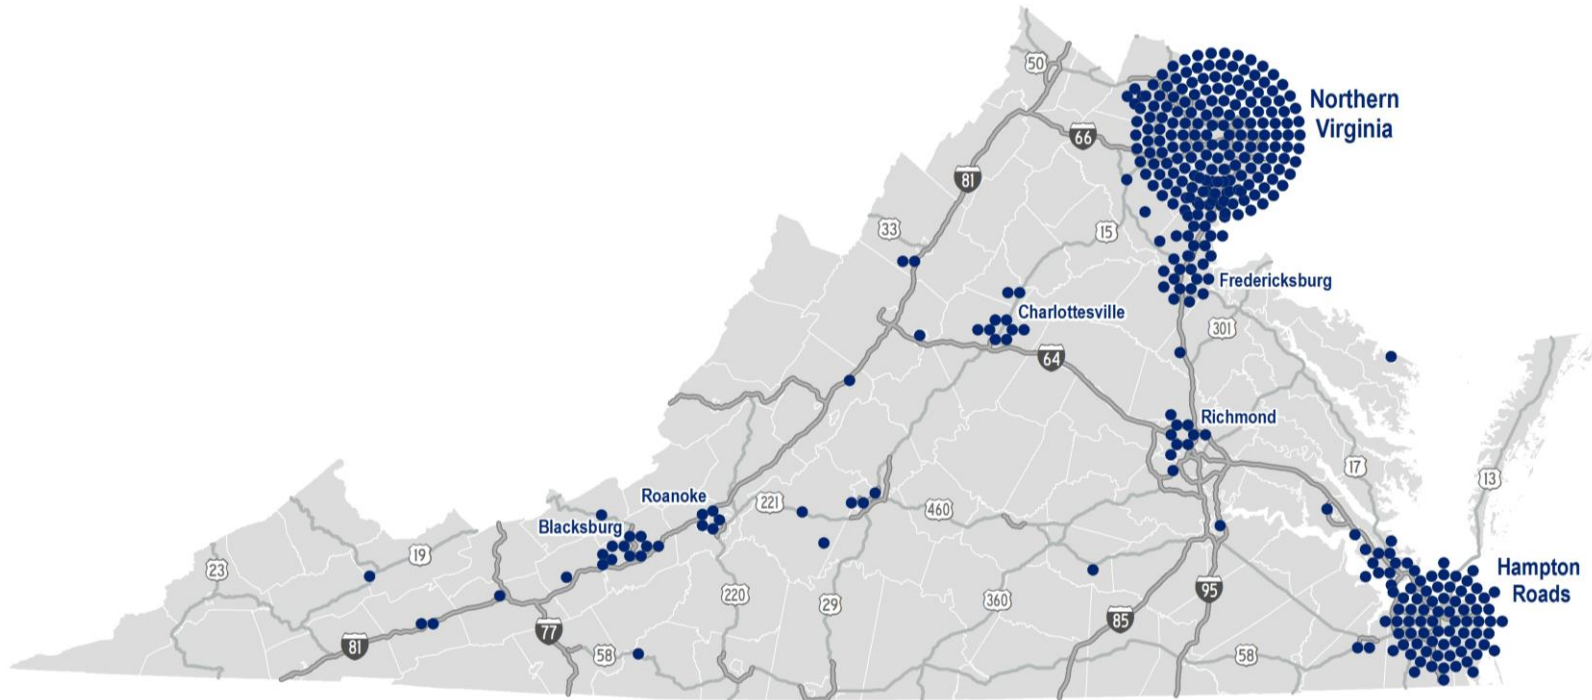 50
Northern
Virginia
66
81
33
15
Fredericksburg
Charlottesville
301
64
Richmond
Roanoke
17
13
221
460
Blacksburg
19
23
Hampton
Roads
220
29
360
95
85
77
81
58
58